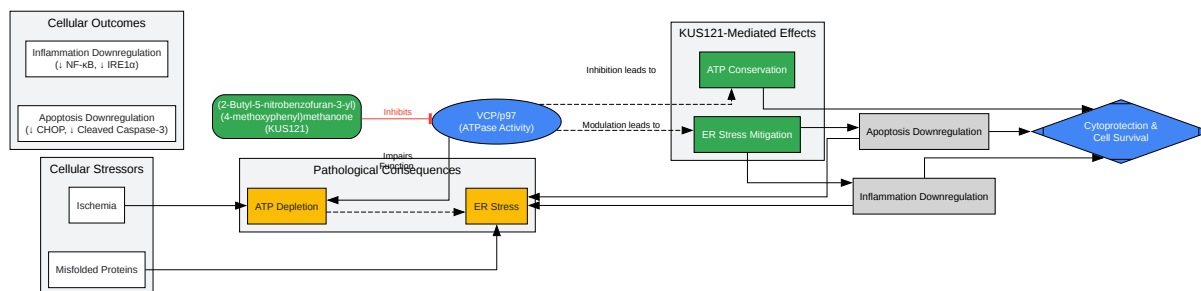 Cellular Outcomes
Inflammation Downregulation
(↓ NF-κB, ↓ IRE1α)
Apoptosis Downregulation
(↓ CHOP, ↓ Cleaved Caspase-3)
Cellular Stressors
Ischemia
Misfolded Proteins
(2-Butyl-5-nitrobenzofuran-3-yl)
(4-methoxyphenyl)methanone
(KUS121)
Inhibits
VCP/p97
(ATPase Activity)
Impairs
Function
Pathological Consequences
ATP Depletion
ER Stress
Inhibition leads to
Modulation leads to
KUS121-Mediated Effects
ATP Conservation
ER Stress Mitigation
Apoptosis Downregulation
Inflammation Downregulation
Cytoprotection &
Cell Survival